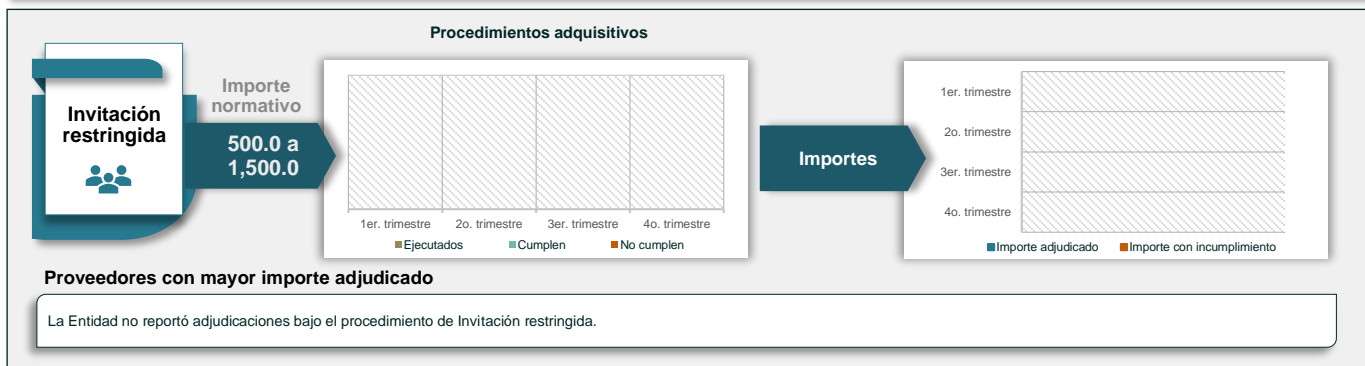 Procedimientos adquisitivos
Invitación
restringida
Importe
normativo
500.0 a
1,500.0
1er. trimestre 2o. trimestre 3er. trimestre 4o. trimestre
Ejecutados Cumplen No cumplen
Importes
1er. trimestre
2o. trimestre
3er. trimestre
4o. trimestre
Importe adjudicado Importe con incumplimiento
Proveedores con mayor importe adjudicado
La Entidad no reportó adjudicaciones bajo el procedimiento de Invitación restringida.